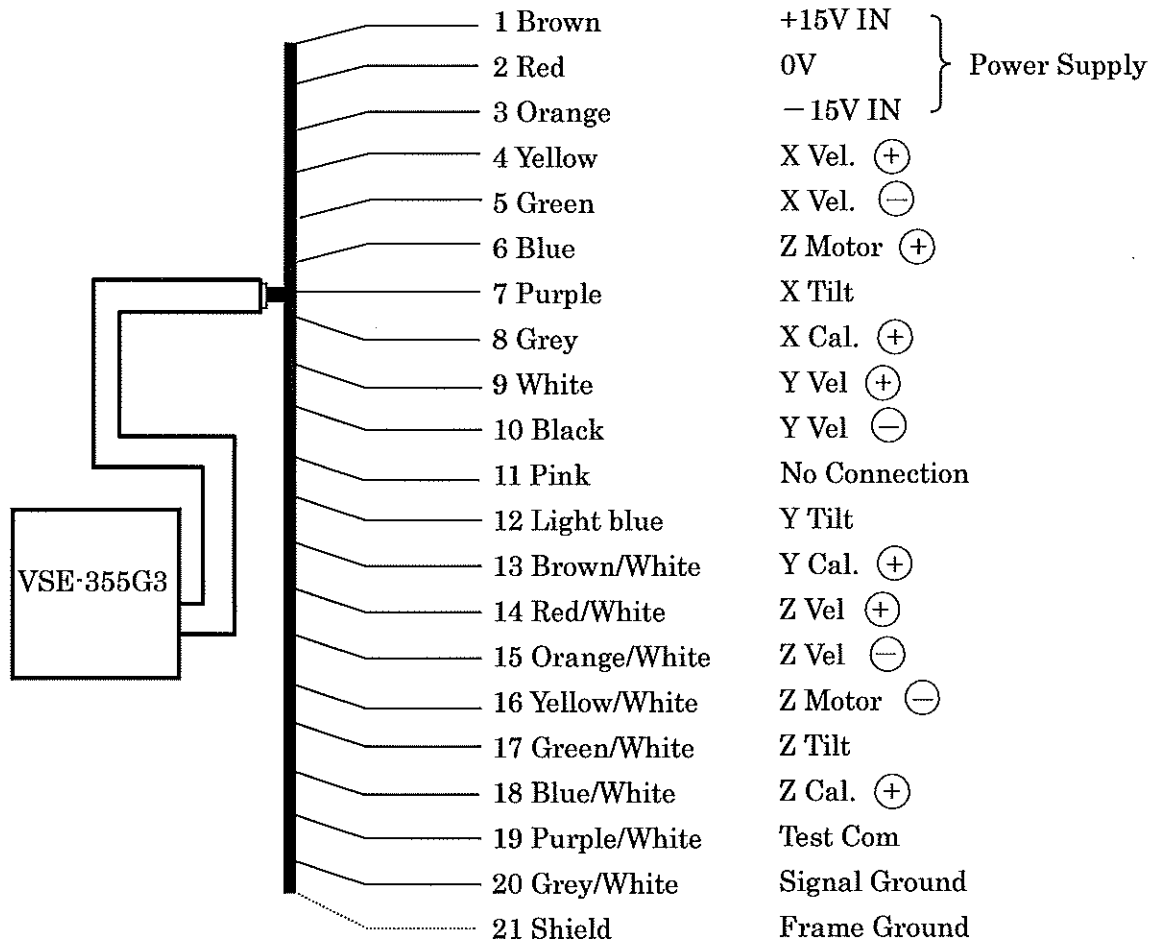 1 Brown +15V IN
2 Red 0V Power Supply
3 Orange −15V IN
4 Yellow X Vel. ⊕
5 Green X Vel. ⊖
6 Blue Z Motor ⊕
7 Purple X Tilt
8 Grey X Cal. ⊕
9 White Y Vel ⊕
10 Black Y Vel ⊖
11 Pink No Connection
12 Light blue Y Tilt
VSE-355G3 13 Brown/White Y Cal. ⊕
14 Red/White Z Vel ⊕
15 Orange/White Z Vel ⊖
16 Yellow/White Z Motor ⊖
17 Green/White Z Tilt
18 Blue/White Z Cal. ⊕
19 Purple/White Test Com
20 Grey/White Signal Ground
21 Shield Frame Ground